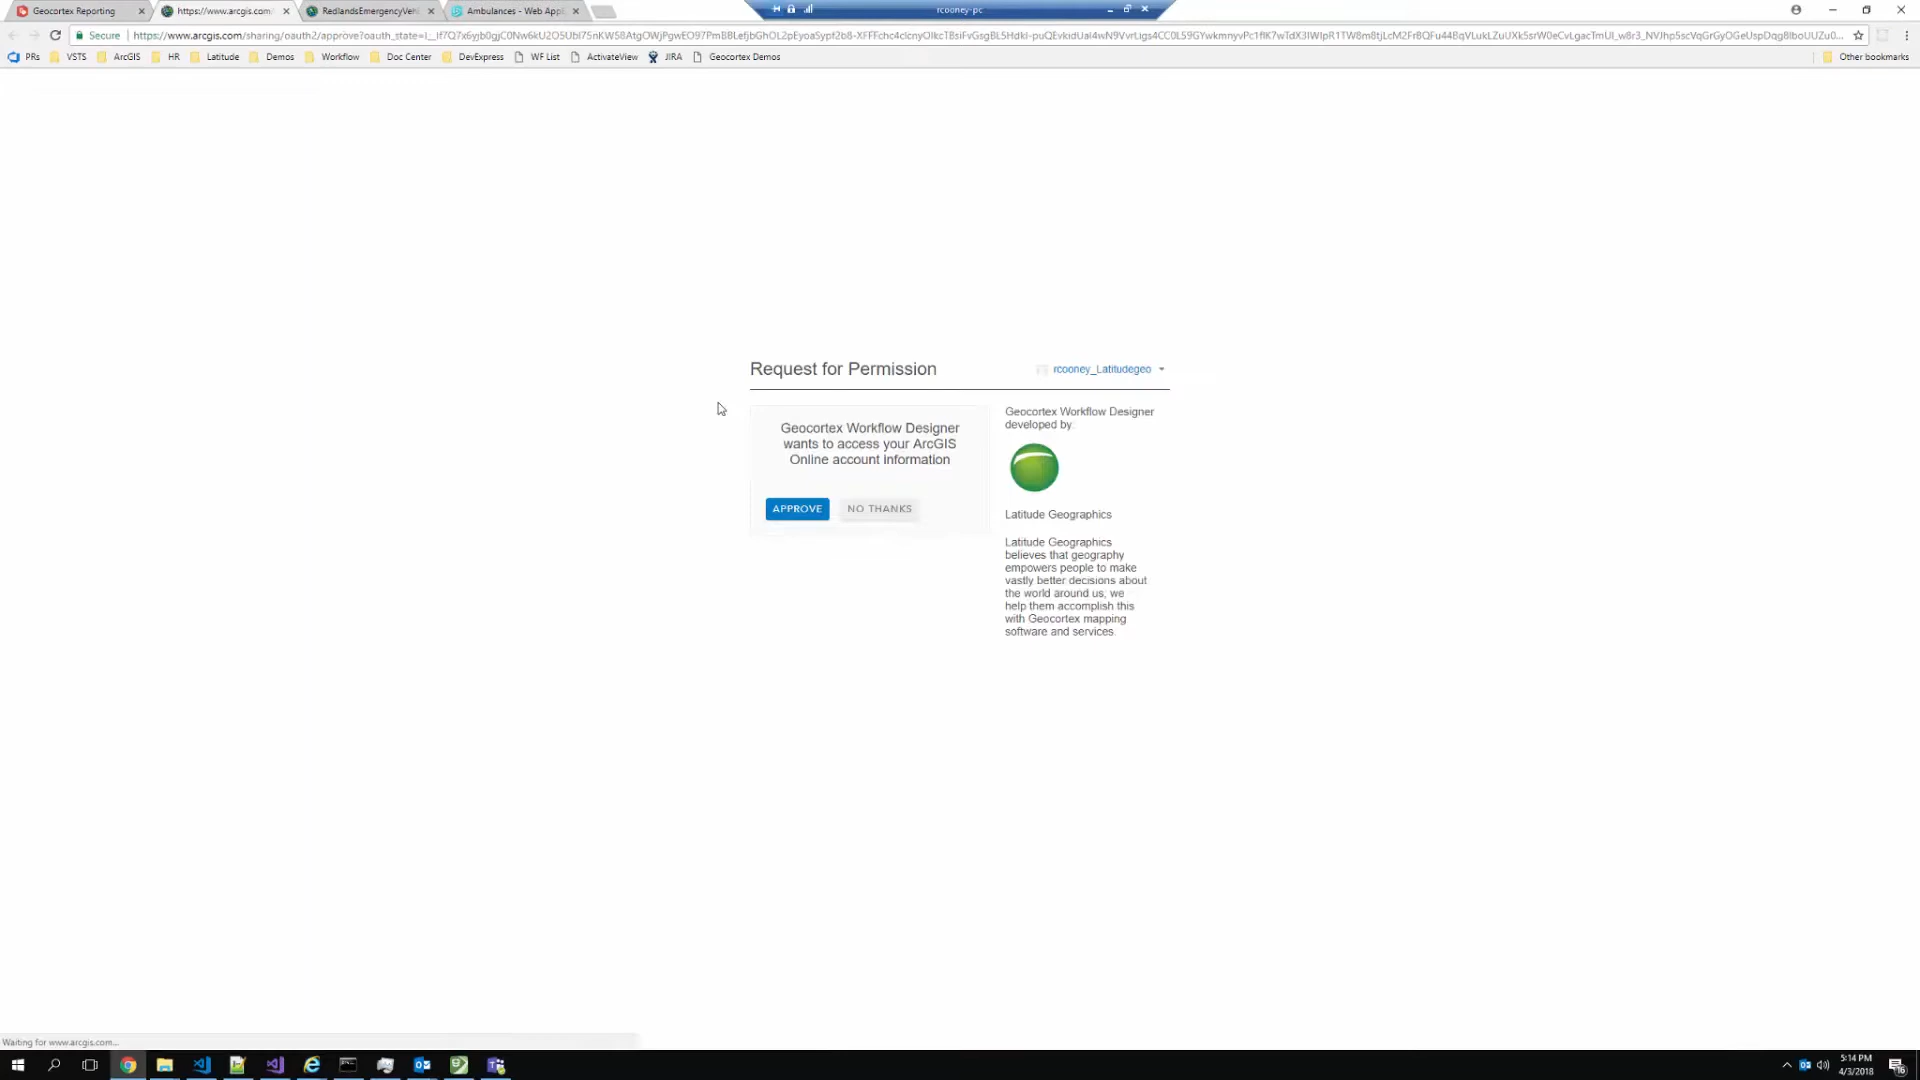 Geocortex Reporting
https://www.arcgis.com/
RedlandsEmergencyVeh
Ambulances - Web Appl
rcooney-pc
Secure
PRs
VSTS
ArcGIS
HR
Latitude
Demos
Workflow
Doc Center
DevExpress
WF List
ActivateView
JIRA
Geocortex Demos
Other bookmarks
Request for Permission
rcooney_Latitudegeo
Geocortex Workflow Designer
wants to access your ArcGIS
Online account information
APPROVE
NO THANKS
Geocortex Workflow Designer
developed by:
Latitude Geographics
Latitude Geographics
believes that geography
empowers people to make
vastly better decisions about
the world around us, we
help them accomplish this
with Geocortex mapping
software and services.
Waiting for www.arcgis.com...
5:14 PM
4/3/2018